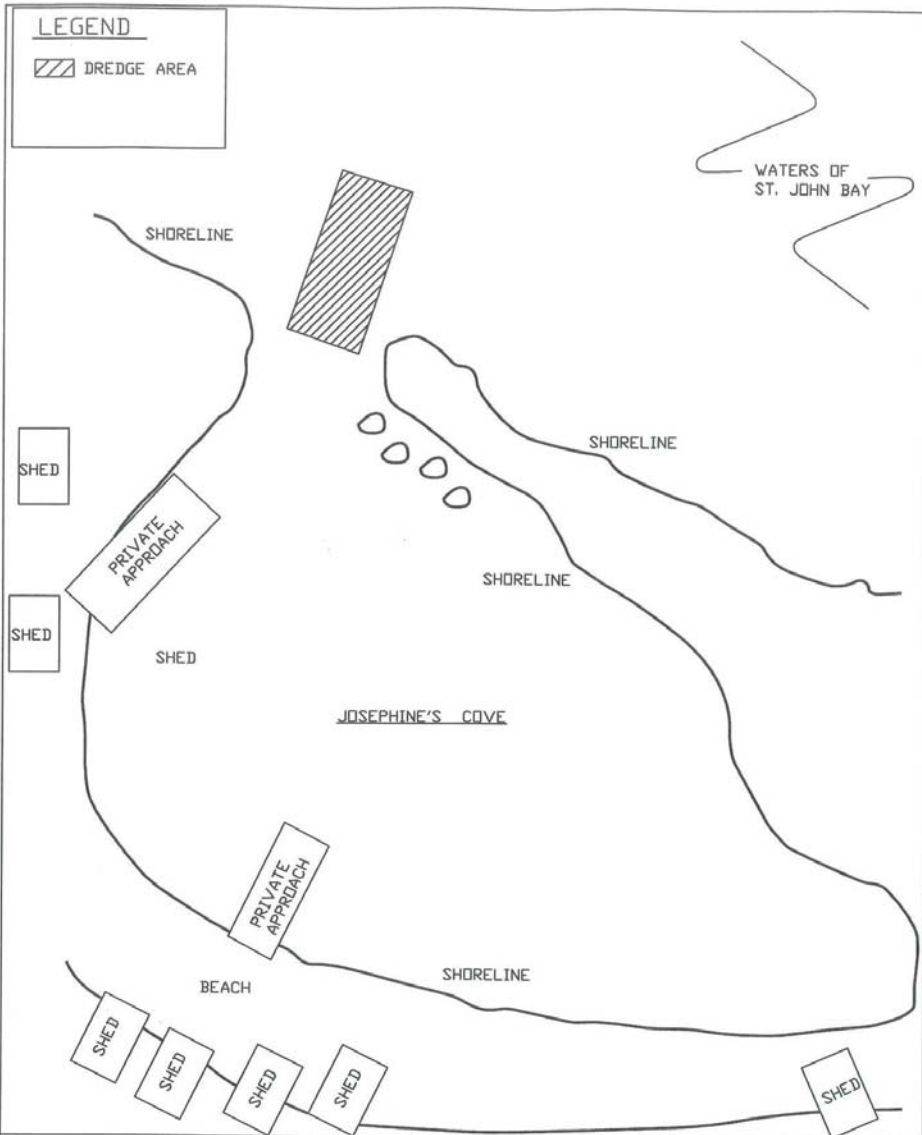 LEGEND
DREDGE AREA
WATERS OF
ST. JOHN BAY
SHORELINE
SHORELINE
SHED
PRIVATE
APPROACH
SHORELINE
SHED
SHED
JOSEPHINE'S COVE
PRIVATE
APPROACH
SHORELINE
BEACH
SHED
SHED
SHED
SHED
SHED